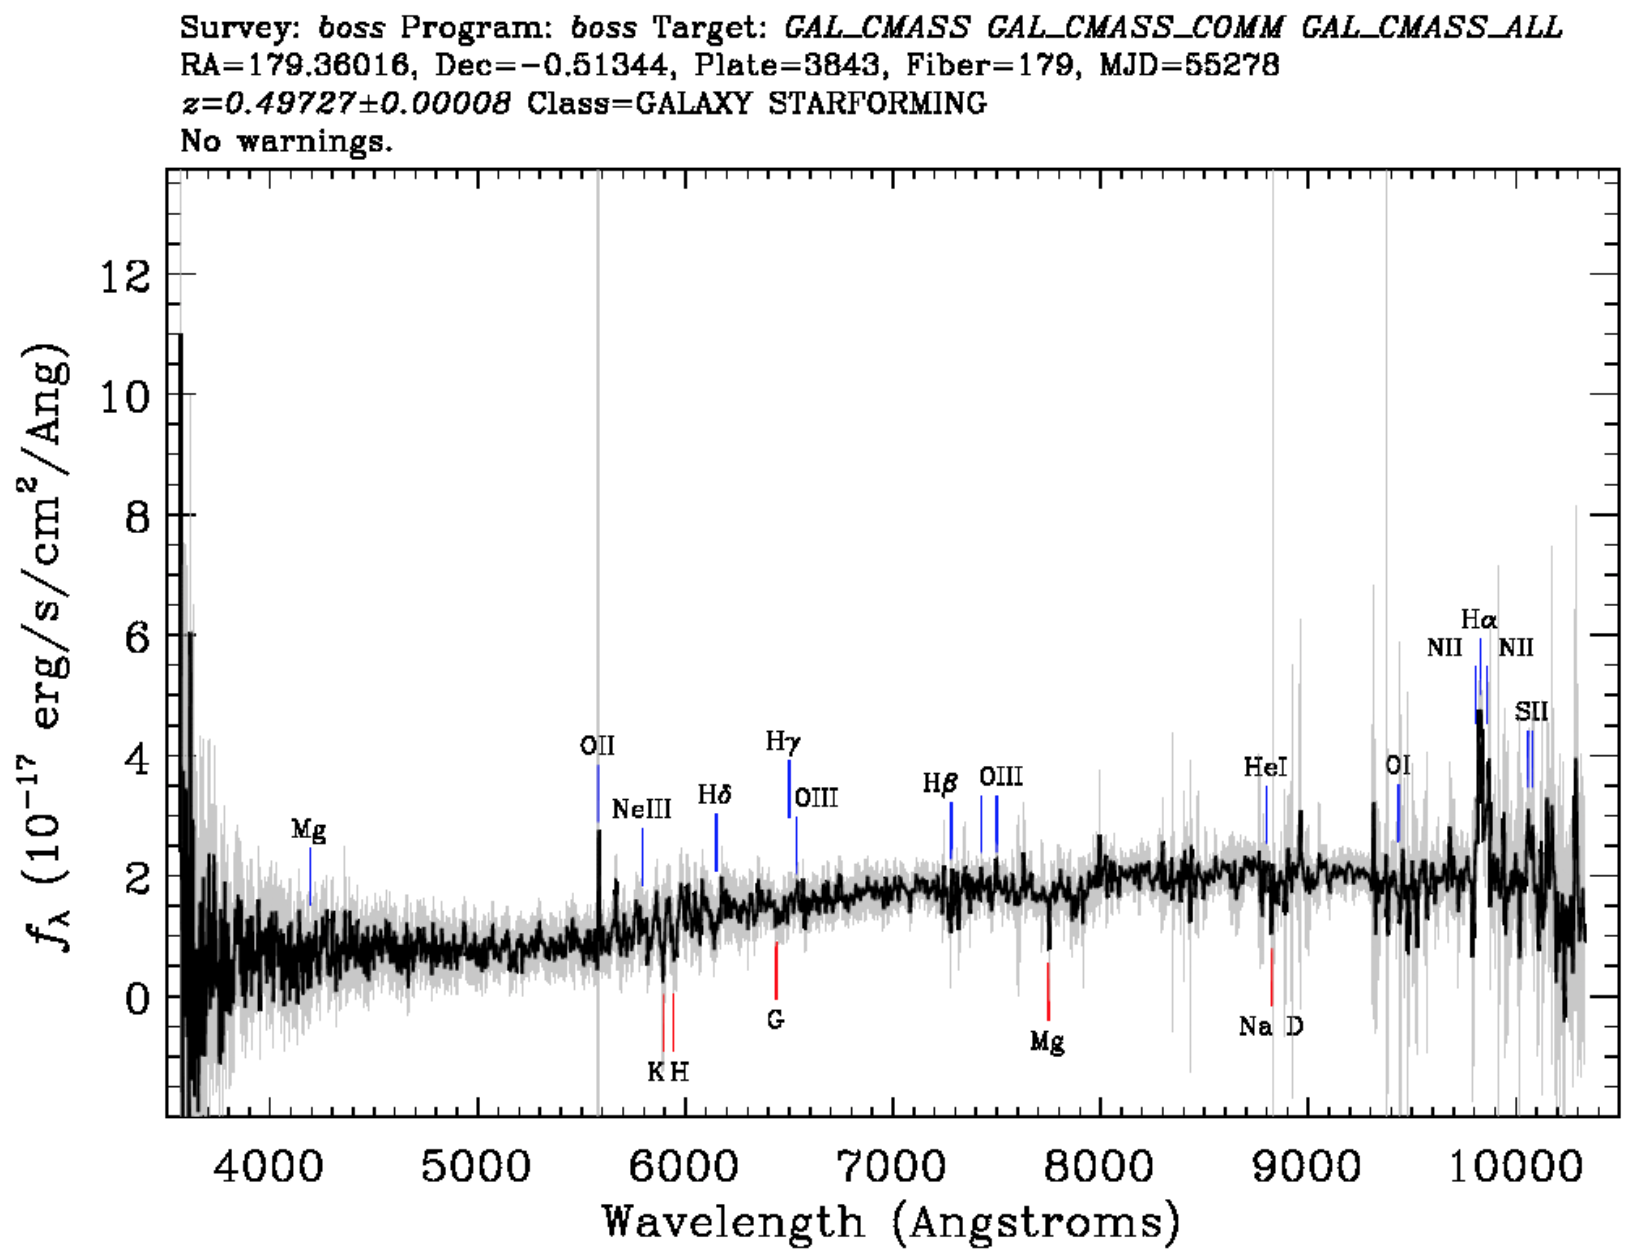 Survey: boss Program: boss Target: GAL_CMASS GAL_CMASS_COMM GAL_CMASS_ALL
RA=179.36016, Dec=−0.51344, Plate=3843, Fiber=179, MJD=55278
z=0.49727±0.00008 Class=GALAXY STARFORMING
No warnings.
12
10
8
6
4
2
0
f_λ (10⁻¹⁷ erg/s/cm²/Ang)
Hα
NII NII
SII
OII
Hγ
HeI
OI
Hβ
OIII
NeIII
Hδ
OIII
Mg
G
Na D
Mg
K H
4000 5000 6000 7000 8000 9000 10000
Wavelength (Angstroms)